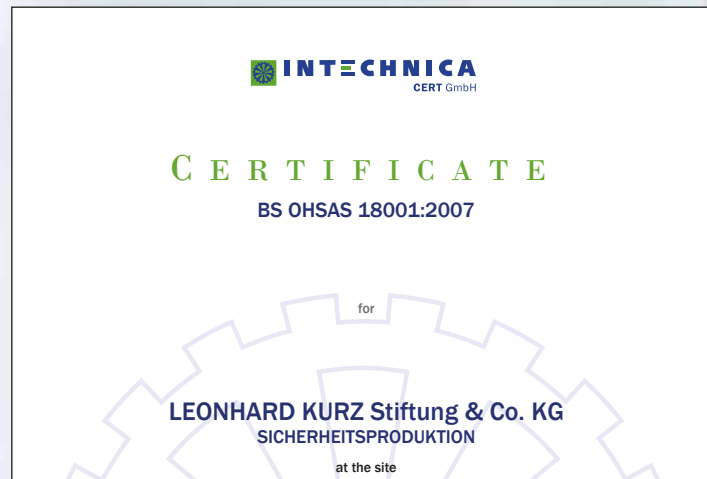 INTECHNICA
CERT GmbH
CERTIFICATE
BS OHSAS 18001:2007
for
LEONHARD KURZ Stiftung & Co. KG
SICHERHEITSPRODUKTION
at the site